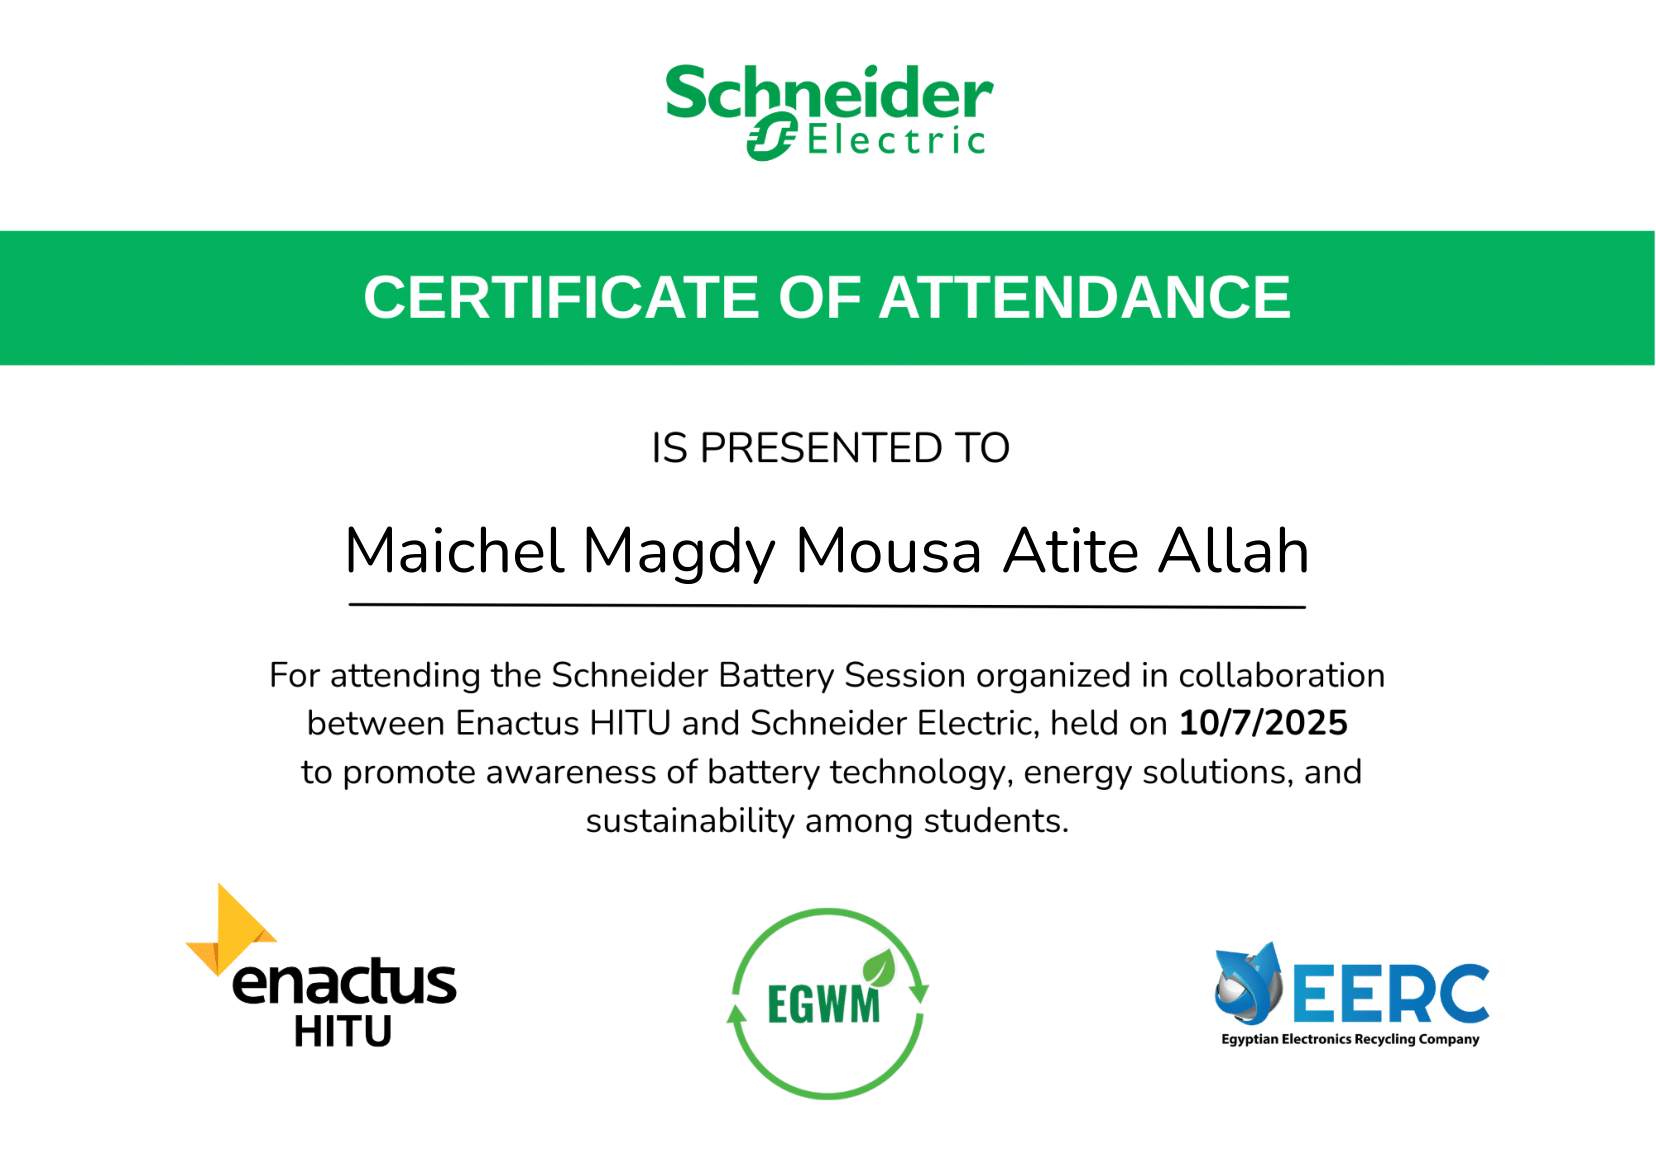 Schneider
Electric
CERTIFICATE OF ATTENDANCE
IS PRESENTED TO
Maichel Magdy Mousa Atite Allah
For attending the Schneider Battery Session organized in collaboration
between Enactus HITU and Schneider Electric, held on 10/7/2025
to promote awareness of battery technology, energy solutions, and
sustainability among students.
enactus
HITU
EGWM
EERC
Egyptian Electronics Recycling Company